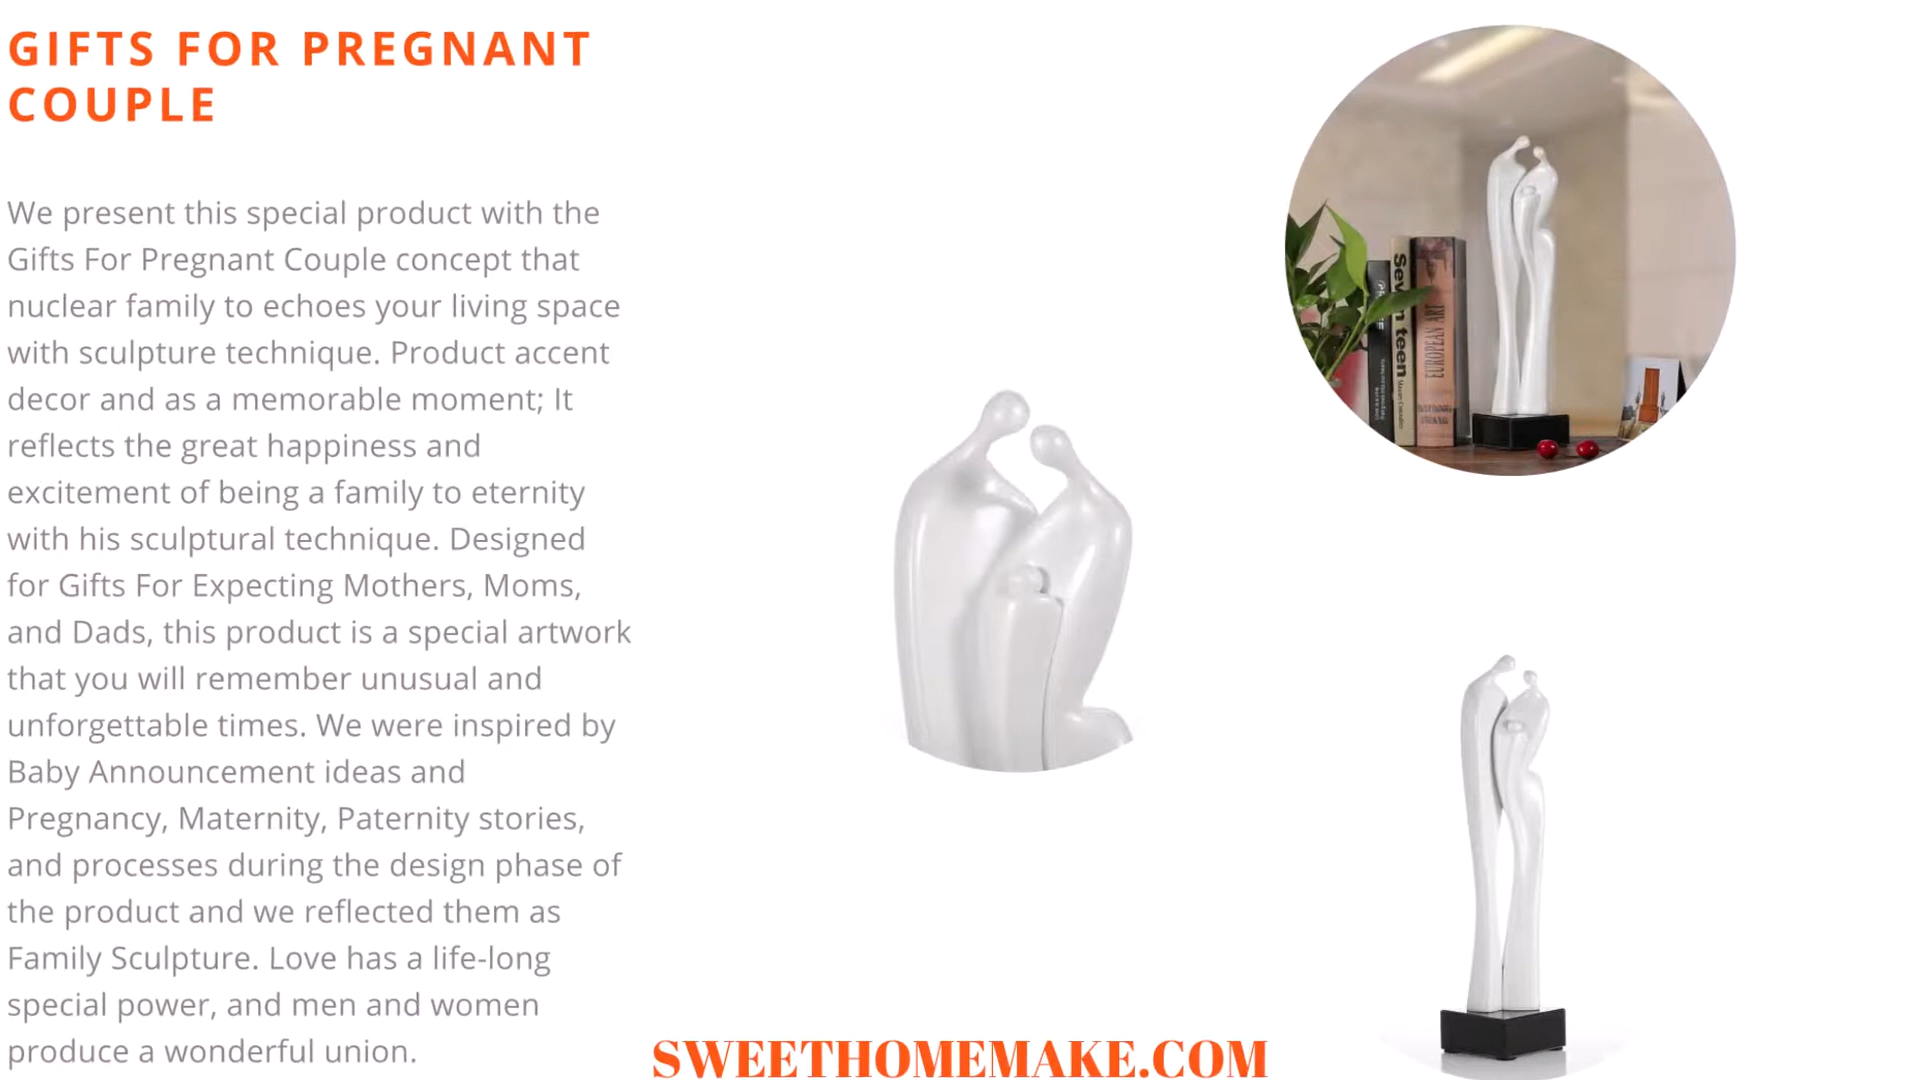 GIFTS FOR PREGNANT
COUPLE
We present this special product with the
Gifts For Pregnant Couple concept that
nuclear family to echoes your living space
with sculpture technique. Product accent
decor and as a memorable moment; It
reflects the great happiness and
excitement of being a family to eternity
with his sculptural technique. Designed
for Gifts For Expecting Mothers, Moms,
and Dads, this product is a special artwork
that you will remember unusual and
unforgettable times. We were inspired by
Baby Announcement ideas and
Pregnancy, Maternity, Paternity stories,
and processes during the design phase of
the product and we reflected them as
Family Sculpture. Love has a life-long
special power, and men and women
produce a wonderful union.
Seven teen
EUROPEAN ART
SWEETHOMEMAKE.COM